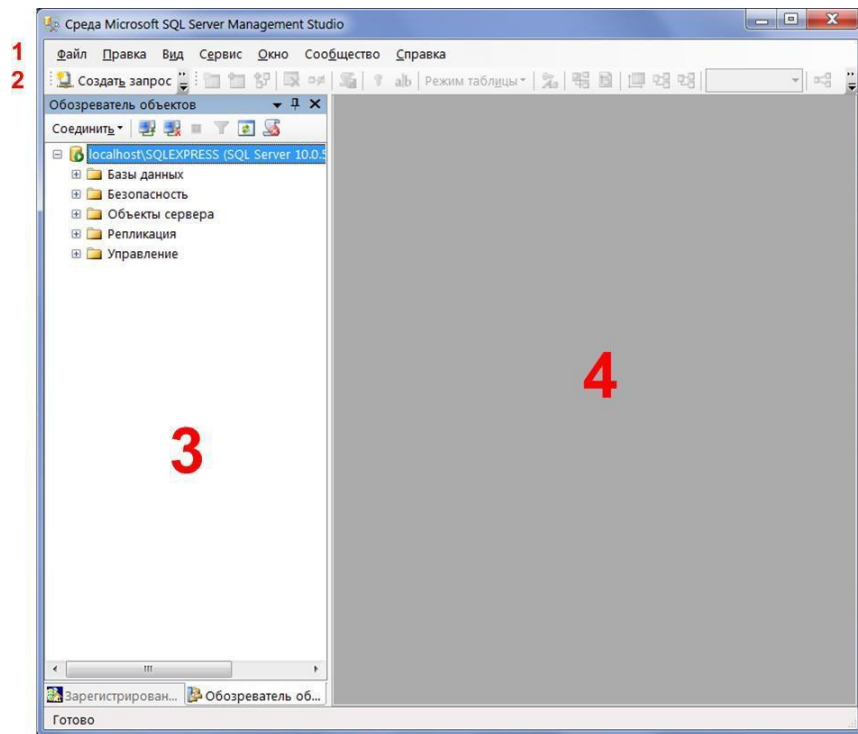 Среда Microsoft SQL Server Management Studio
1 Файл Правка Вид Сервис Окно Сообщество Справка
2 Создать запрос Режим таблицы
Обозреватель объектов
Соединить
localhost\SQLEXPRESS (SQL Server 10.0.5
Базы данных
Безопасность
Объекты сервера
Репликация
Управление
3
4
Зарегистрирован... Обозреватель об...
Готово